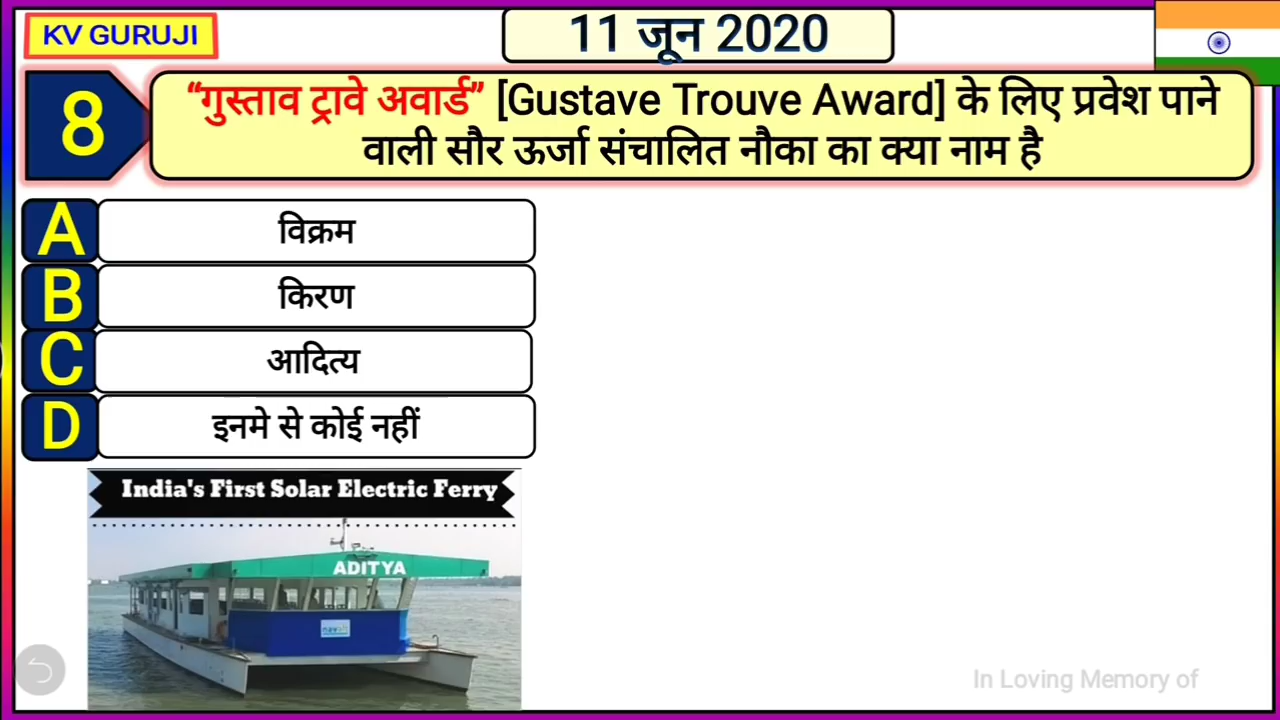 KV GURUJI
11 जून 2020
8
“गुस्ताव ट्रावे अवार्ड” [Gustave Trouve Award] के लिए प्रवेश पाने
वाली सौर ऊर्जा संचालित नौका का क्या नाम है
A विक्रम
B किरण
C आदित्य
D इनमे से कोई नहीं
India's First Solar Electric Ferry
ADITYA
In Loving Memory of